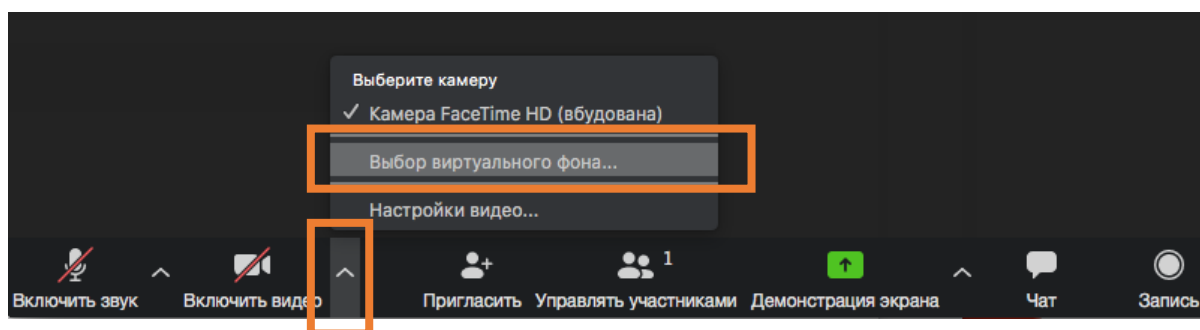 Выберите камеру
✓ Камера FaceTime HD (вбудована)
Выбор виртуального фона...
Настройки видео...
1
Включить звук Включить видео Пригласить Управлять участниками Демонстрация экрана Чат Запись